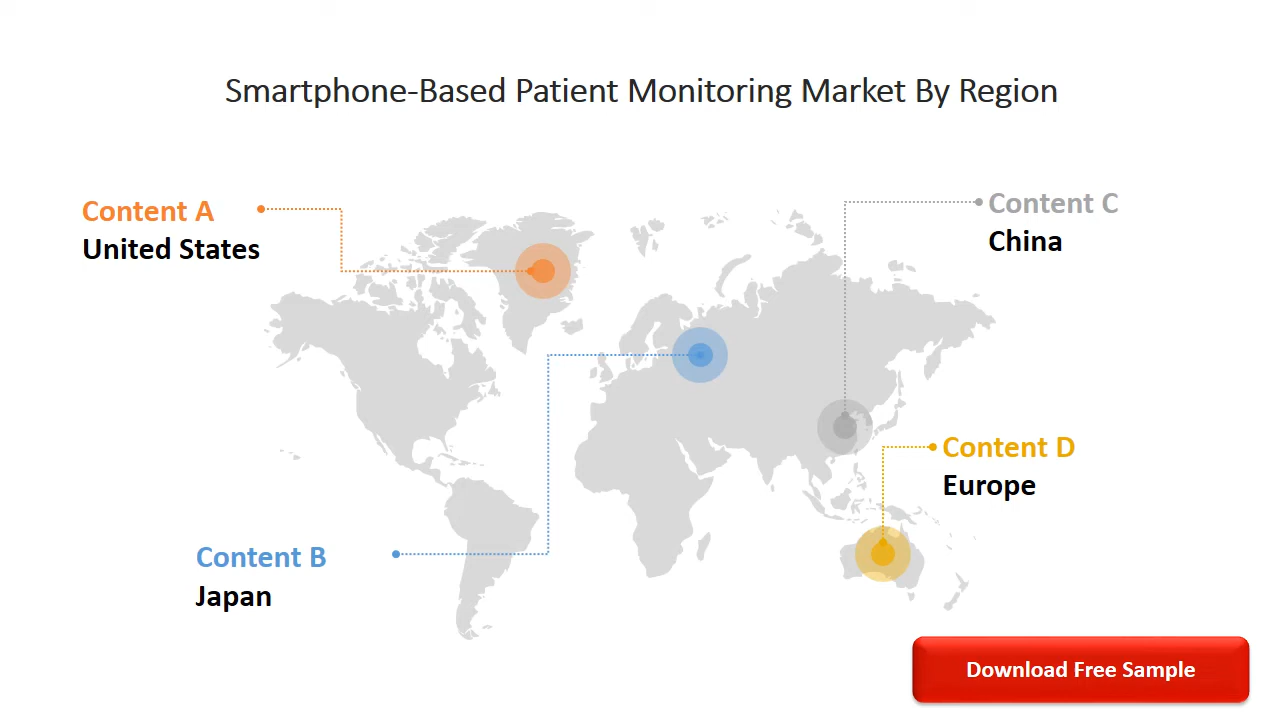 Smartphone-Based Patient Monitoring Market By Region
Content A
United States
Content C
China
Content D
Europe
Content B
Japan
Download Free Sample